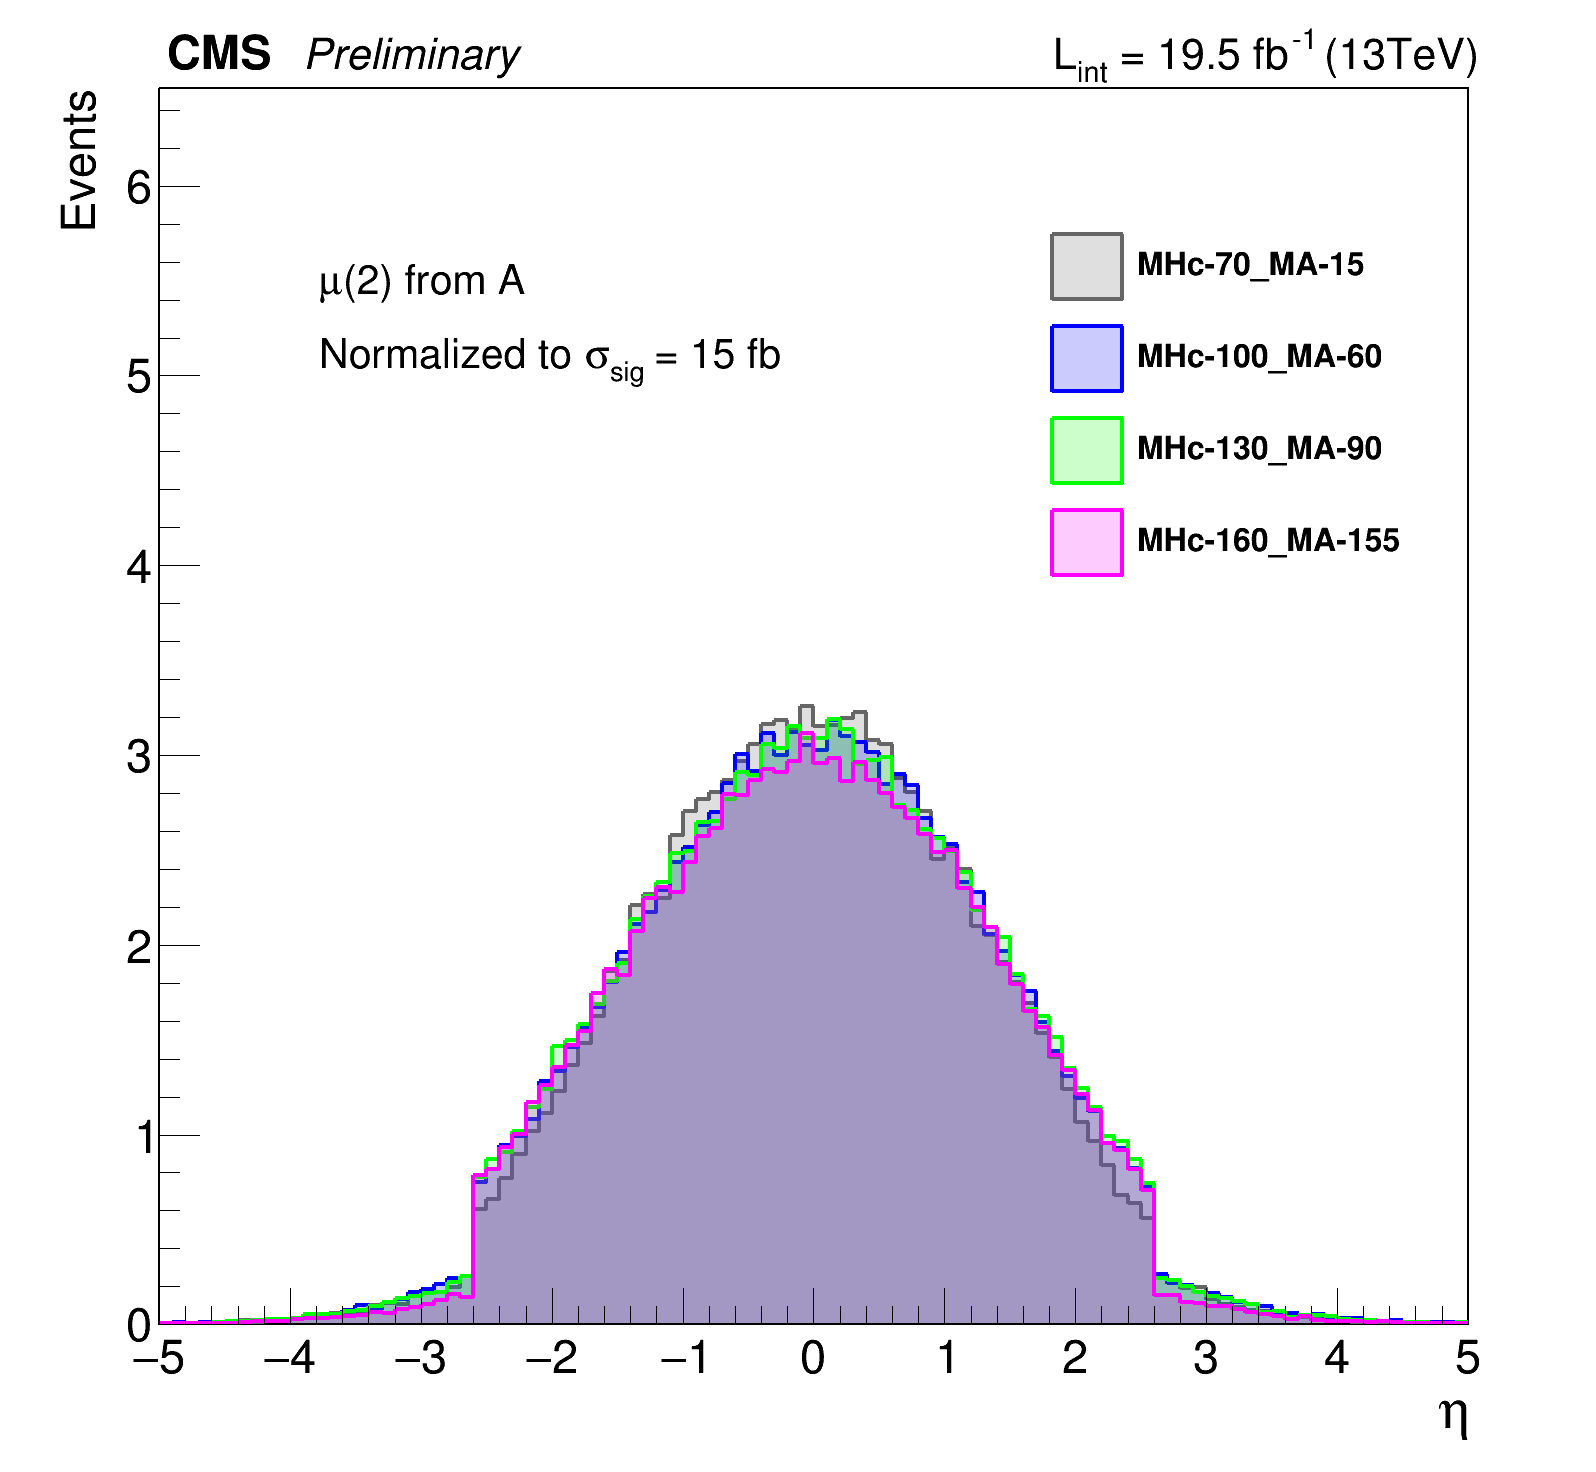 CMS Preliminary L_int = 19.5 fb^-1 (13TeV)
Events
6
5
4
3
2
1
0
μ(2) from A
Normalized to σ_sig = 15 fb
MHc-70_MA-15
MHc-100_MA-60
MHc-130_MA-90
MHc-160_MA-155
−5 −4 −3 −2 −1 0 1 2 3 4 5
η